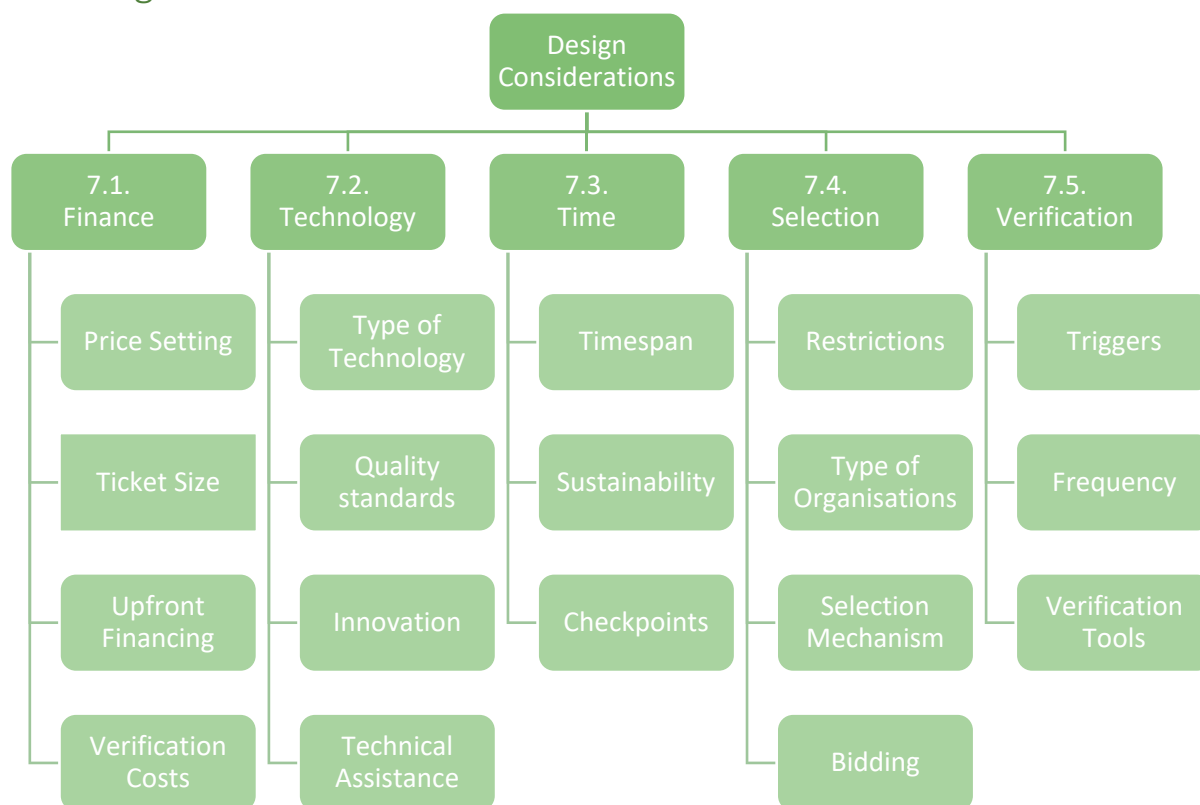 Design
Considerations
7.1.
Finance
7.2.
Technology
7.3.
Time
7.4.
Selection
7.5.
Verification
Price Setting
Type of
Technology
Timespan
Restrictions
Triggers
Ticket Size
Quality
standards
Sustainability
Type of
Organisations
Frequency
Upfront
Financing
Innovation
Checkpoints
Selection
Mechanism
Verification
Tools
Verification
Costs
Technical
Assistance
Bidding